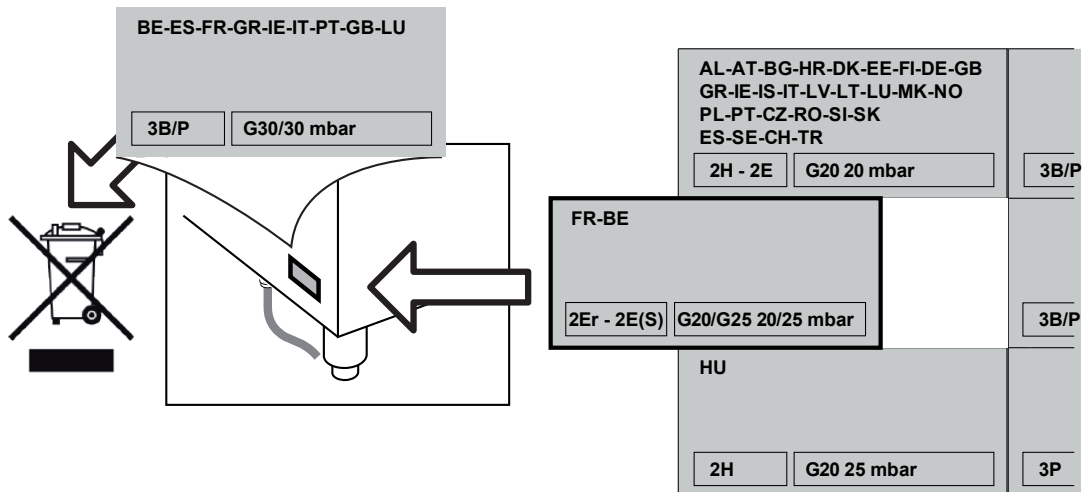 BE-ES-FR-GR-IE-IT-PT-GB-LU
3B/P G30/30 mbar
AL-AT-BG-HR-DK-EE-FI-DE-GB
GR-IE-IS-IT-LV-LT-LU-MK-NO
PL-PT-CZ-RO-SI-SK
ES-SE-CH-TR
2H - 2E G20 20 mbar 3B/P
FR-BE
2Er - 2E(S) G20/G25 20/25 mbar 3B/P
HU
2H G20 25 mbar 3P